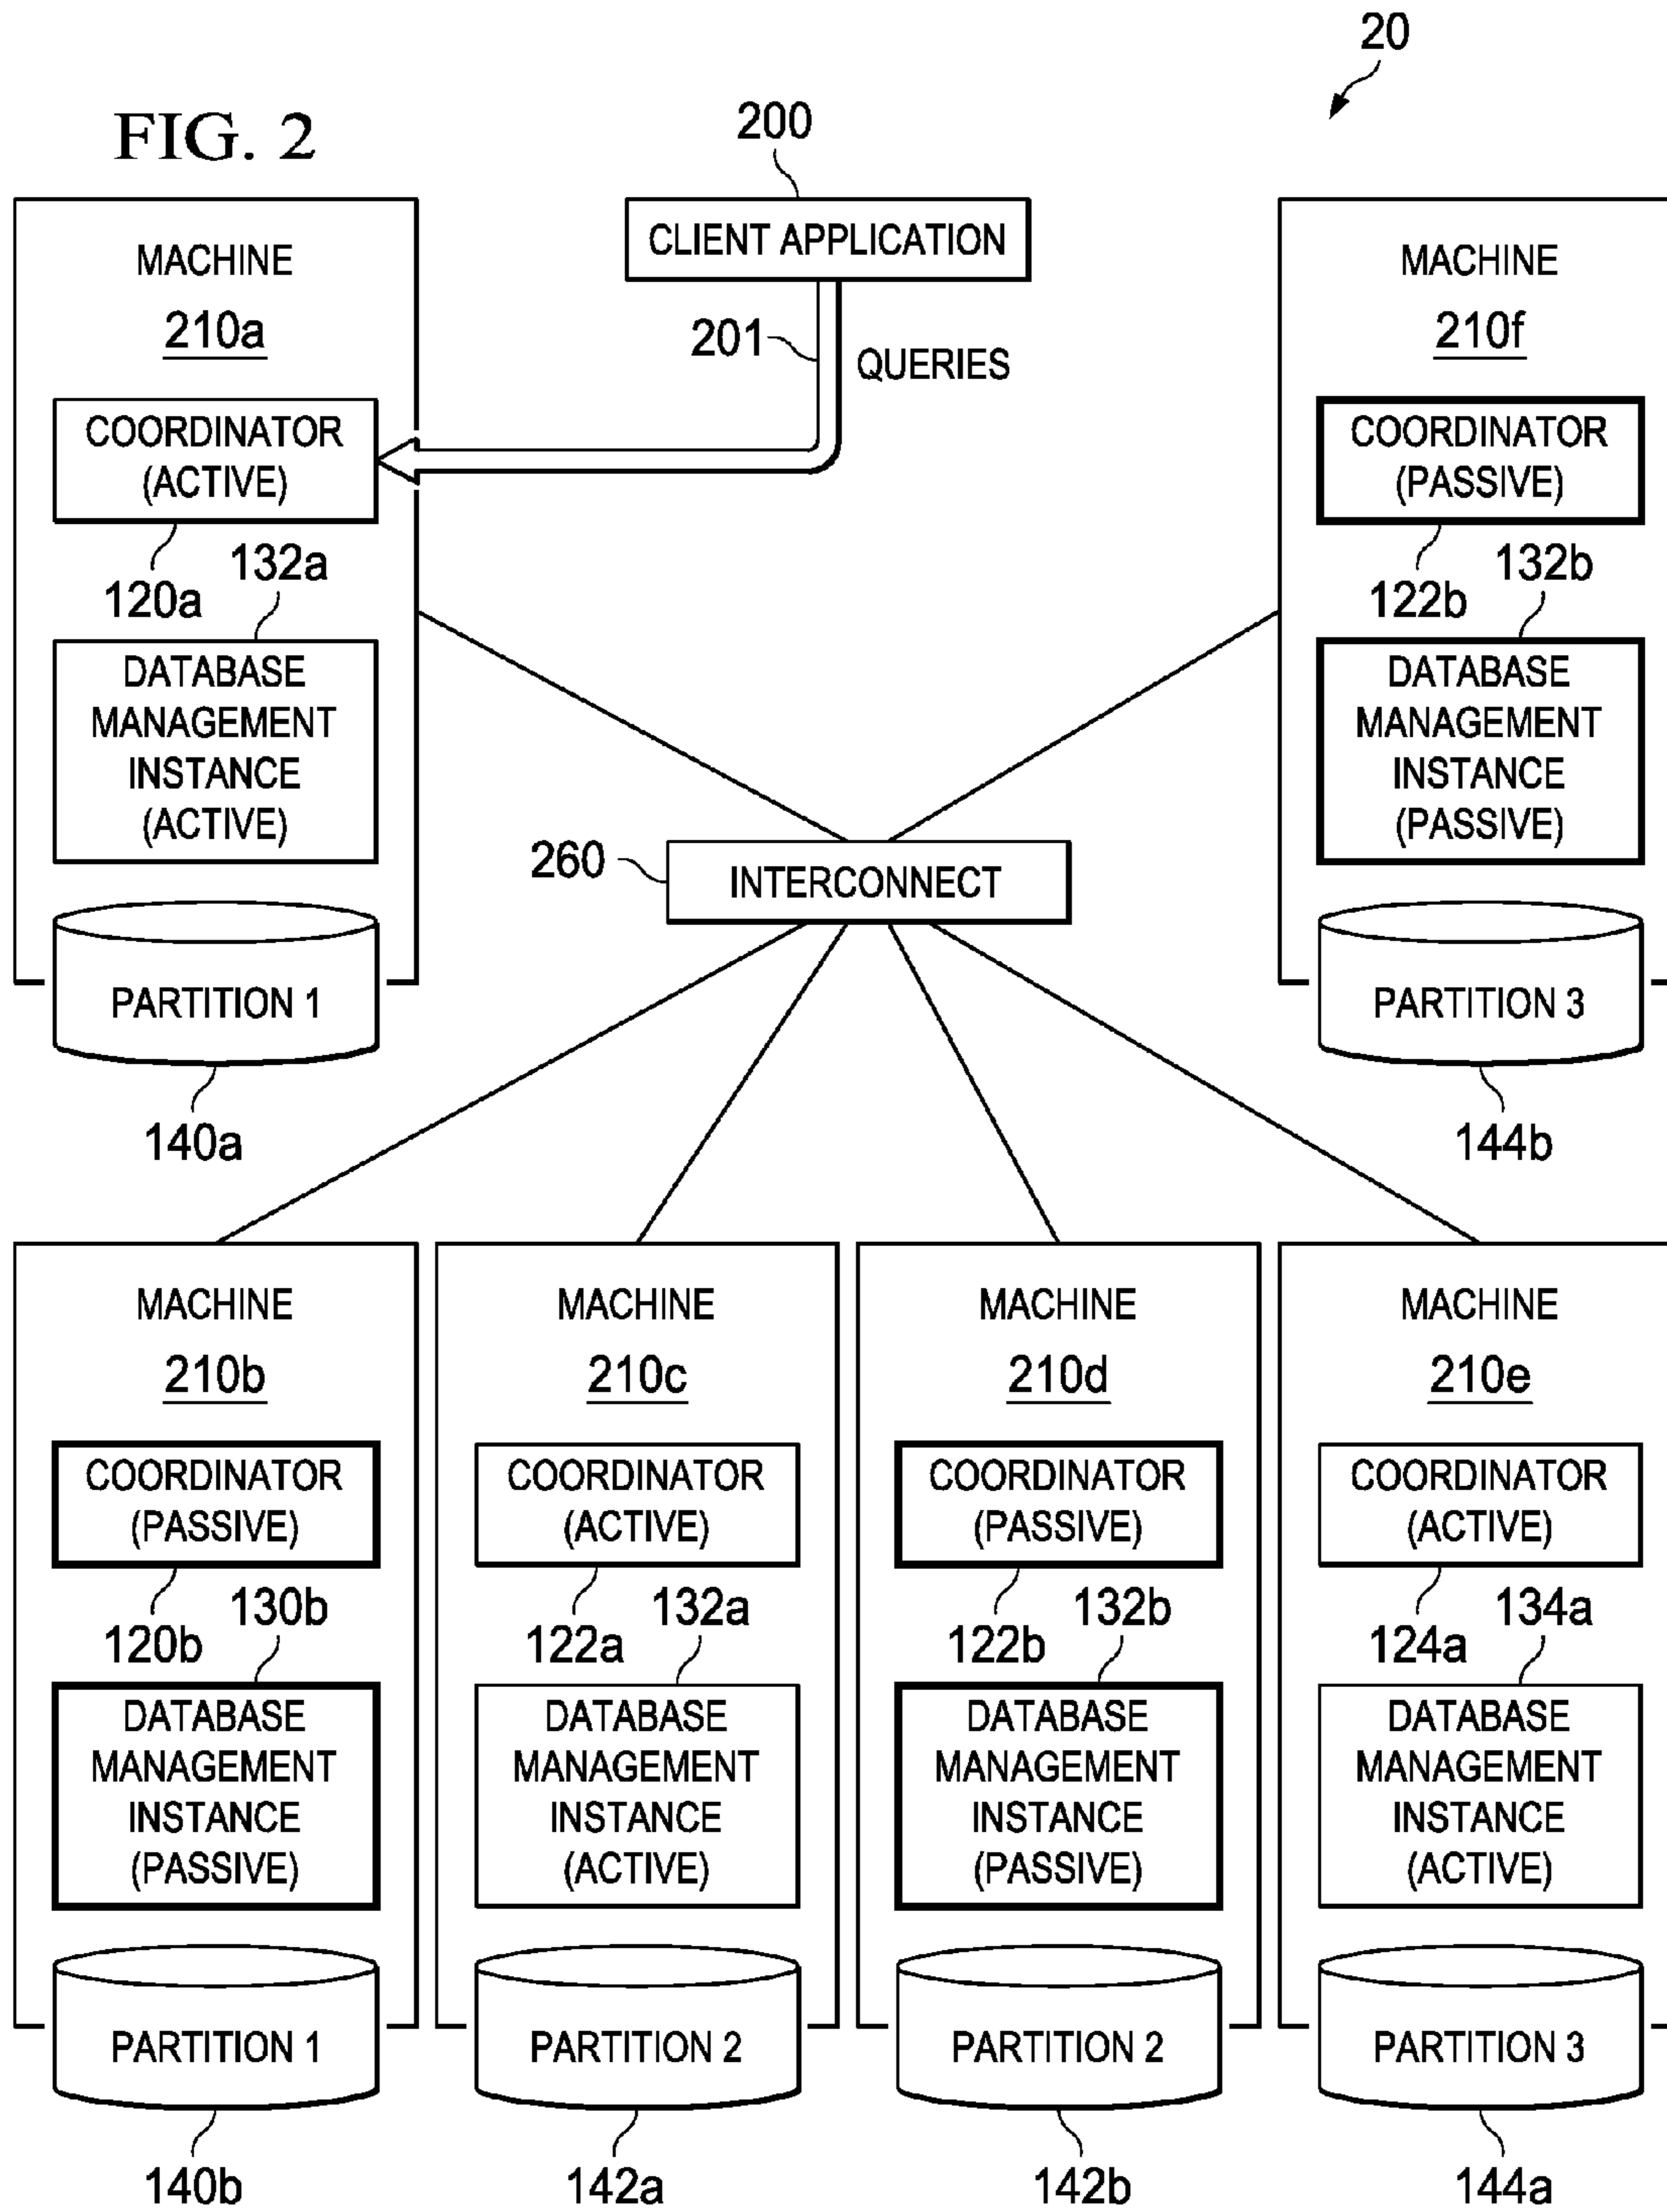 20
FIG. 2
200
CLIENT APPLICATION
201
QUERIES
MACHINE
210a
COORDINATOR
(ACTIVE)
120a
132a
DATABASE
MANAGEMENT
INSTANCE
(ACTIVE)
PARTITION 1
140a
MACHINE
210f
COORDINATOR
(PASSIVE)
122b
132b
DATABASE
MANAGEMENT
INSTANCE
(PASSIVE)
PARTITION 3
144b
260
INTERCONNECT
MACHINE
210b
COORDINATOR
(PASSIVE)
120b
130b
DATABASE
MANAGEMENT
INSTANCE
(PASSIVE)
PARTITION 1
140b
MACHINE
210c
COORDINATOR
(ACTIVE)
122a
132a
DATABASE
MANAGEMENT
INSTANCE
(ACTIVE)
PARTITION 2
142a
MACHINE
210d
COORDINATOR
(PASSIVE)
122b
132b
DATABASE
MANAGEMENT
INSTANCE
(PASSIVE)
PARTITION 2
142b
MACHINE
210e
COORDINATOR
(ACTIVE)
124a
134a
DATABASE
MANAGEMENT
INSTANCE
(ACTIVE)
PARTITION 3
144a